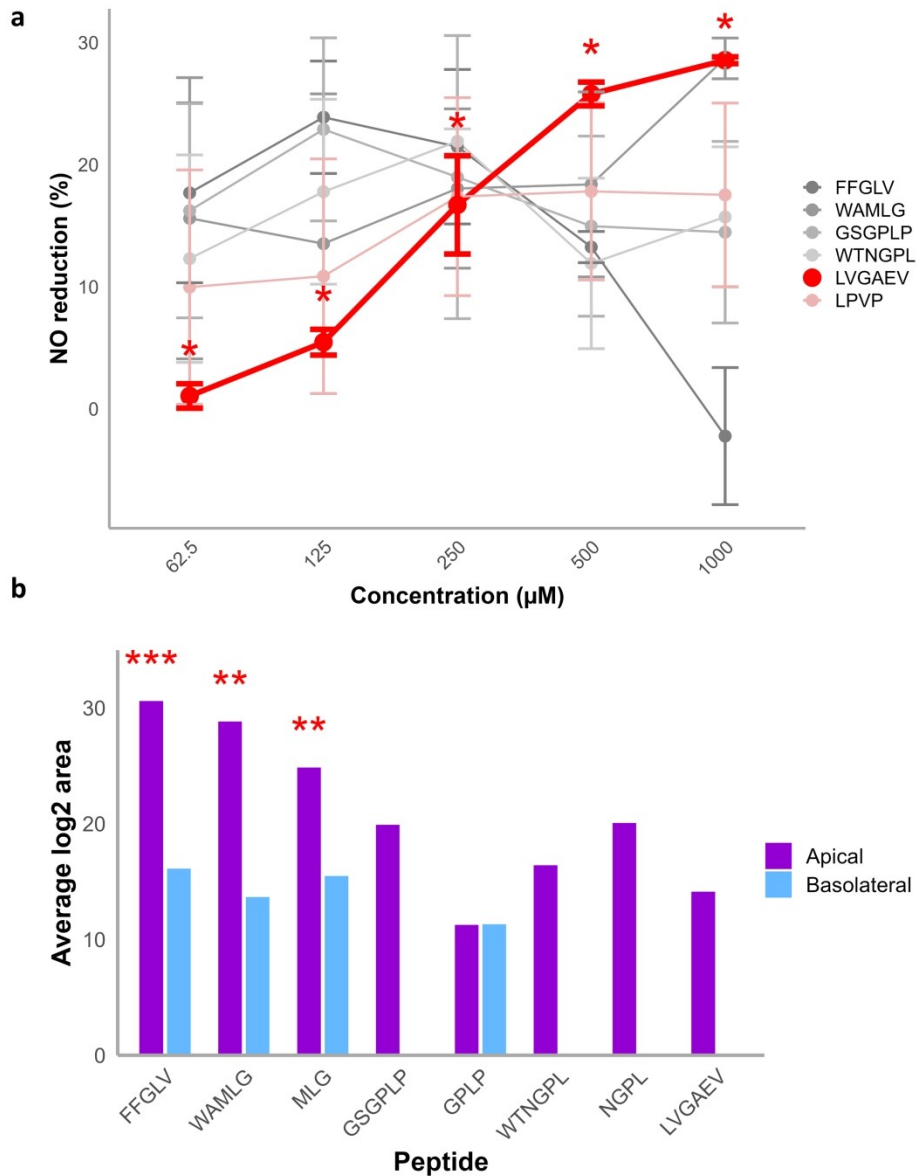 a
30
20
10
0
NO reduction (%)
*
*
*
*
*
62.5
125
250
500
1000
Concentration (µM)
FFGLV
WAMLG
GSGPLP
WTNGPL
LVGAEV
LPVP
b
30
20
10
0
Average log2 area
***
**
**
FFGLV
WAMLG
MLG
GSGPLP
GPLP
WTNGPL
NGPL
LVGAEV
Peptide
Apical
Basolateral